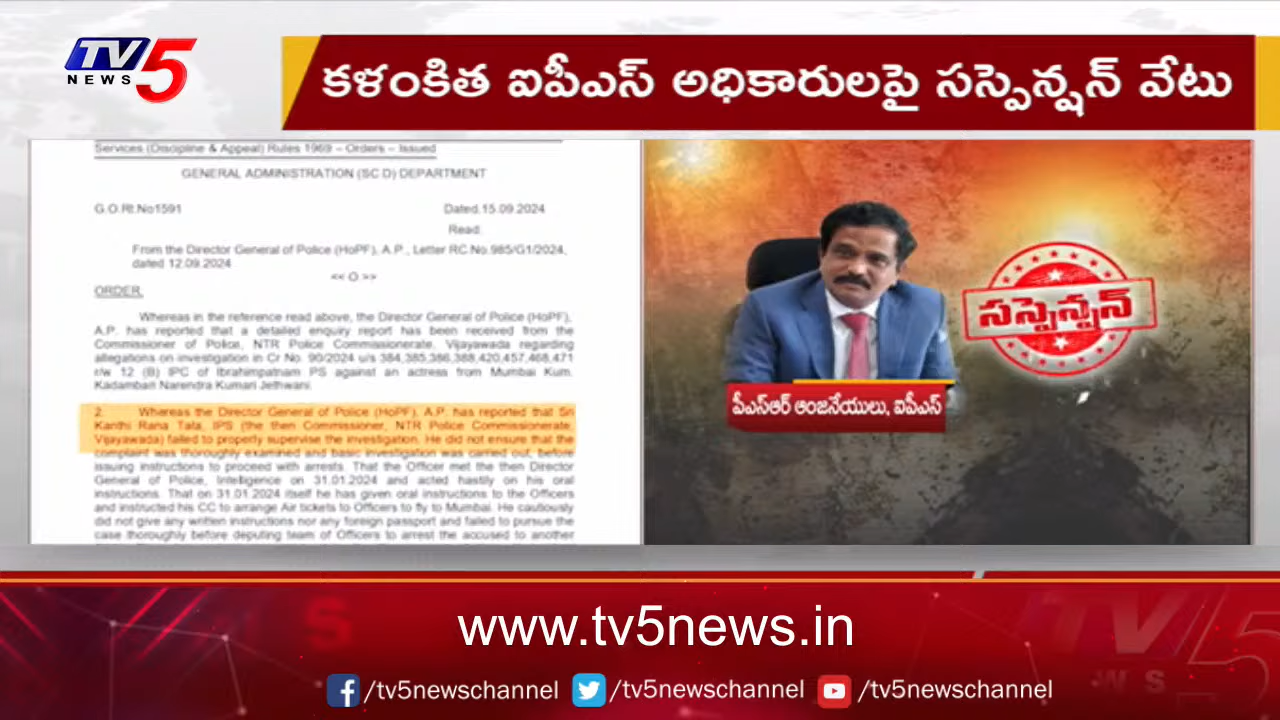 TV5
NEWS
కళంకిత ఐపీఎస్ అధికారులపై సస్పెన్షన్ వేటు
Services (Discipline & Appeal) Rules 1969 – Orders – Issued
GENERAL ADMINISTRATION (SC D) DEPARTMENT
G.O.Rt.No1591
Dated.15.09.2024
Read:
From the Director General of Police (HoPF), A.P., Letter RC No.985/G1/2024,
dated 12.09.2024
<< O >>
ORDER.
Whereas in the reference read above, the Director General of Police (HoPF),
A.P. has reported that a detailed enquiry report has been received from the
Commissioner of Police, NTR Police Commissionerate, Vijayawada regarding
allegations on investigation in Cr No. 90/2024 u/s 384,385,386,388,420,457,468,471
r/w 12 (B) IPC of Ibrahimpatnam PS against an actress from Mumbai Kum.
Kadambari Narendra Kumari Jethwani.
2. Whereas the Director General of Police (HoPF), A.P. has reported that Sri
Kanthi Rana Tata, IPS (the then Commissioner, NTR Police Commissionerate,
Vijayawada) failed to properly supervise the investigation. He did not ensure that the
complaint was thoroughly examined and basic investigation was carried out, before
issuing instructions to proceed with arrests. That the Officer met the then Director
General of Police, Intelligence on 31.01.2024 and acted hastily on his oral
instructions. That on 31.01.2024 itself he has given oral instructions to the Officers
and instructed his CC to arrange Air tickets to Officers to fly to Mumbai. He cautiously
did not give any written instructions nor any foreign passport and failed to pursue the
case thoroughly before deputing team of Officers to arrest the accused to another
సస్పెన్షన్
పీఎస్ఆర్ ఆంజనేయులు, ఐపీఎస్
www.tv5news.in
/tv5newschannel
/tv5newschannel
/tv5newschannel